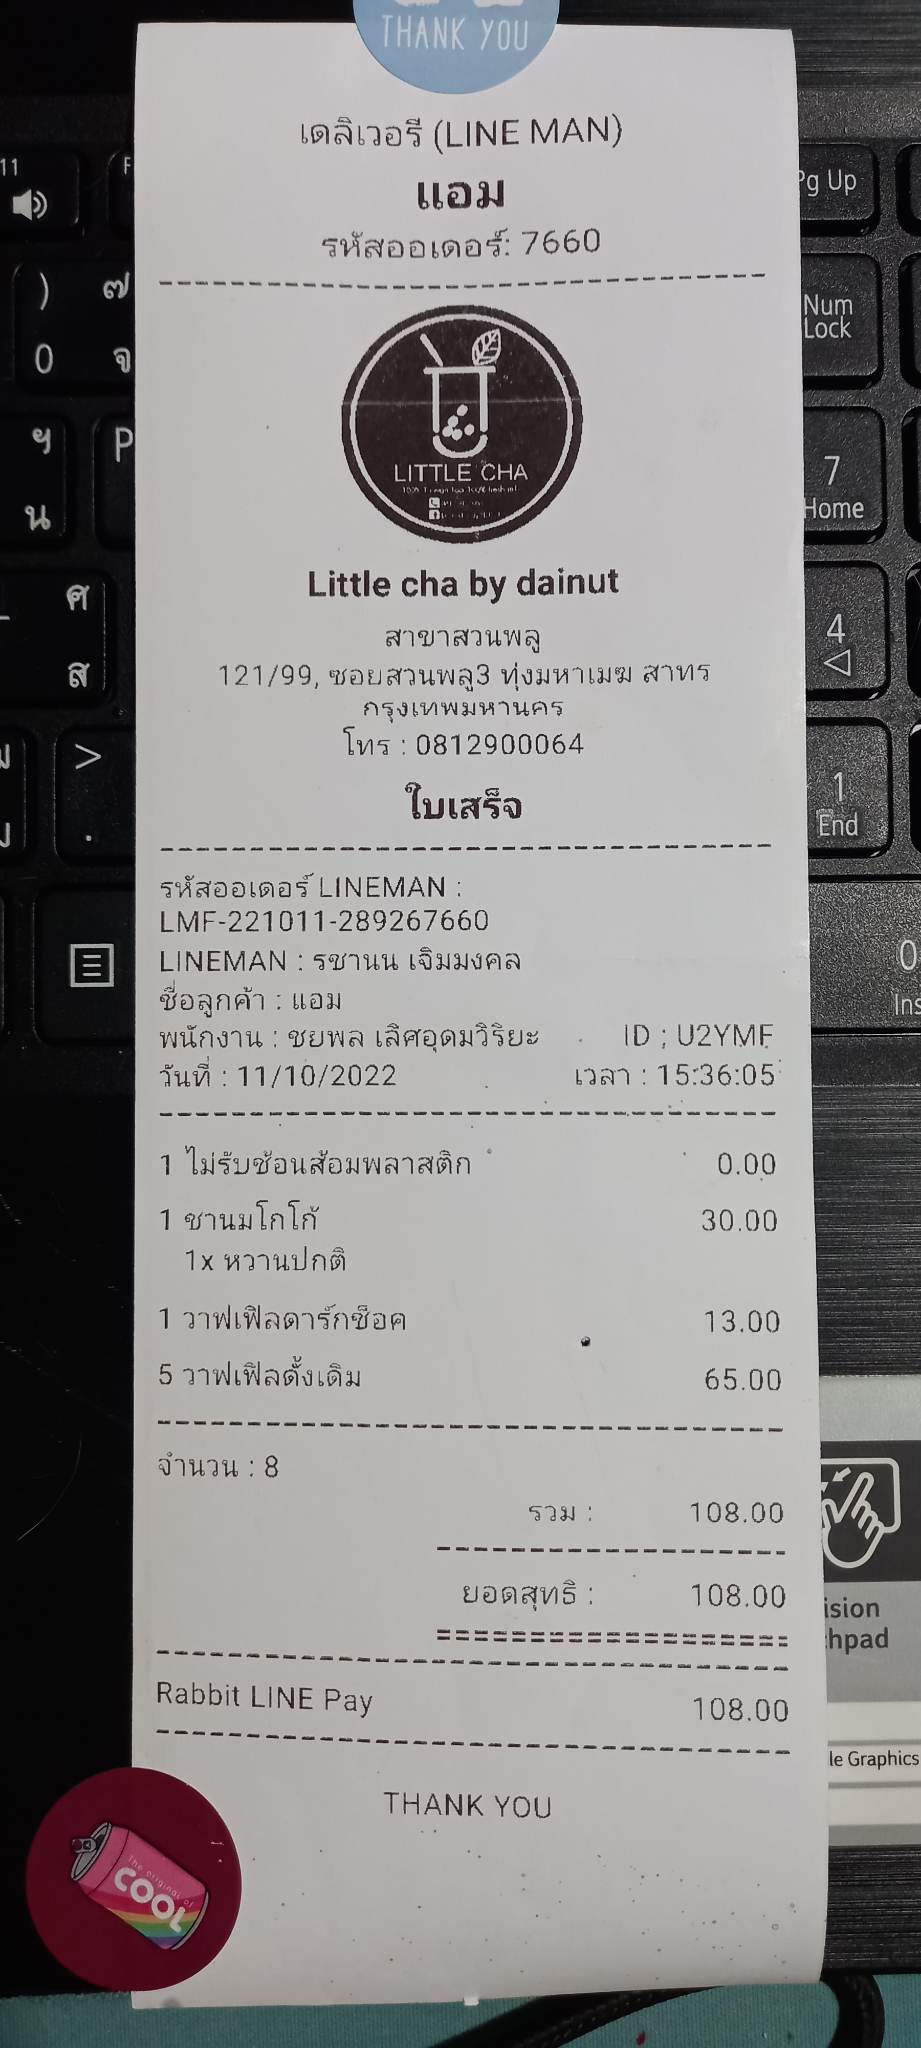 THANK YOU
เดลิเวอรี (LINE MAN)
แอม
รหัสออเดอร์: 7660
LITTLE CHA
Little cha by dainut
สาขาสวนพลู
121/99, ซอยสวนพลู3 ทุ่งมหาเมฆ สาทร
กรุงเทพมหานคร
โทร : 0812900064
ใบเสร็จ
รหัสออเดอร์ LINEMAN :
LMF-221011-289267660
LINEMAN : รชานน เจิมมงคล
ชื่อลูกค้า : แอม
พนักงาน : ชยพล เลิศอุดมวิริยะ ID ; U2YMF
วันที่ : 11/10/2022 เวลา : 15:36:05
1 ไม่รับช้อนส้อมพลาสติก 0.00
1 ชานมโกโก้ 30.00
1x หวานปกติ
1 วาฟเฟิลดาร์กช็อค 13.00
5 วาฟเฟิลดั้งเดิม 65.00
จำนวน : 8
รวม : 108.00
ยอดสุทธิ : 108.00
Rabbit LINE Pay 108.00
THANK YOU
The original of
COOL
11
F
) ๗
0 จ
ฯ P
น
ศ
ส
>
.
Pg Up
Num
Lock
7
Home
4
1
End
0
Ins
ision
chpad
le Graphics